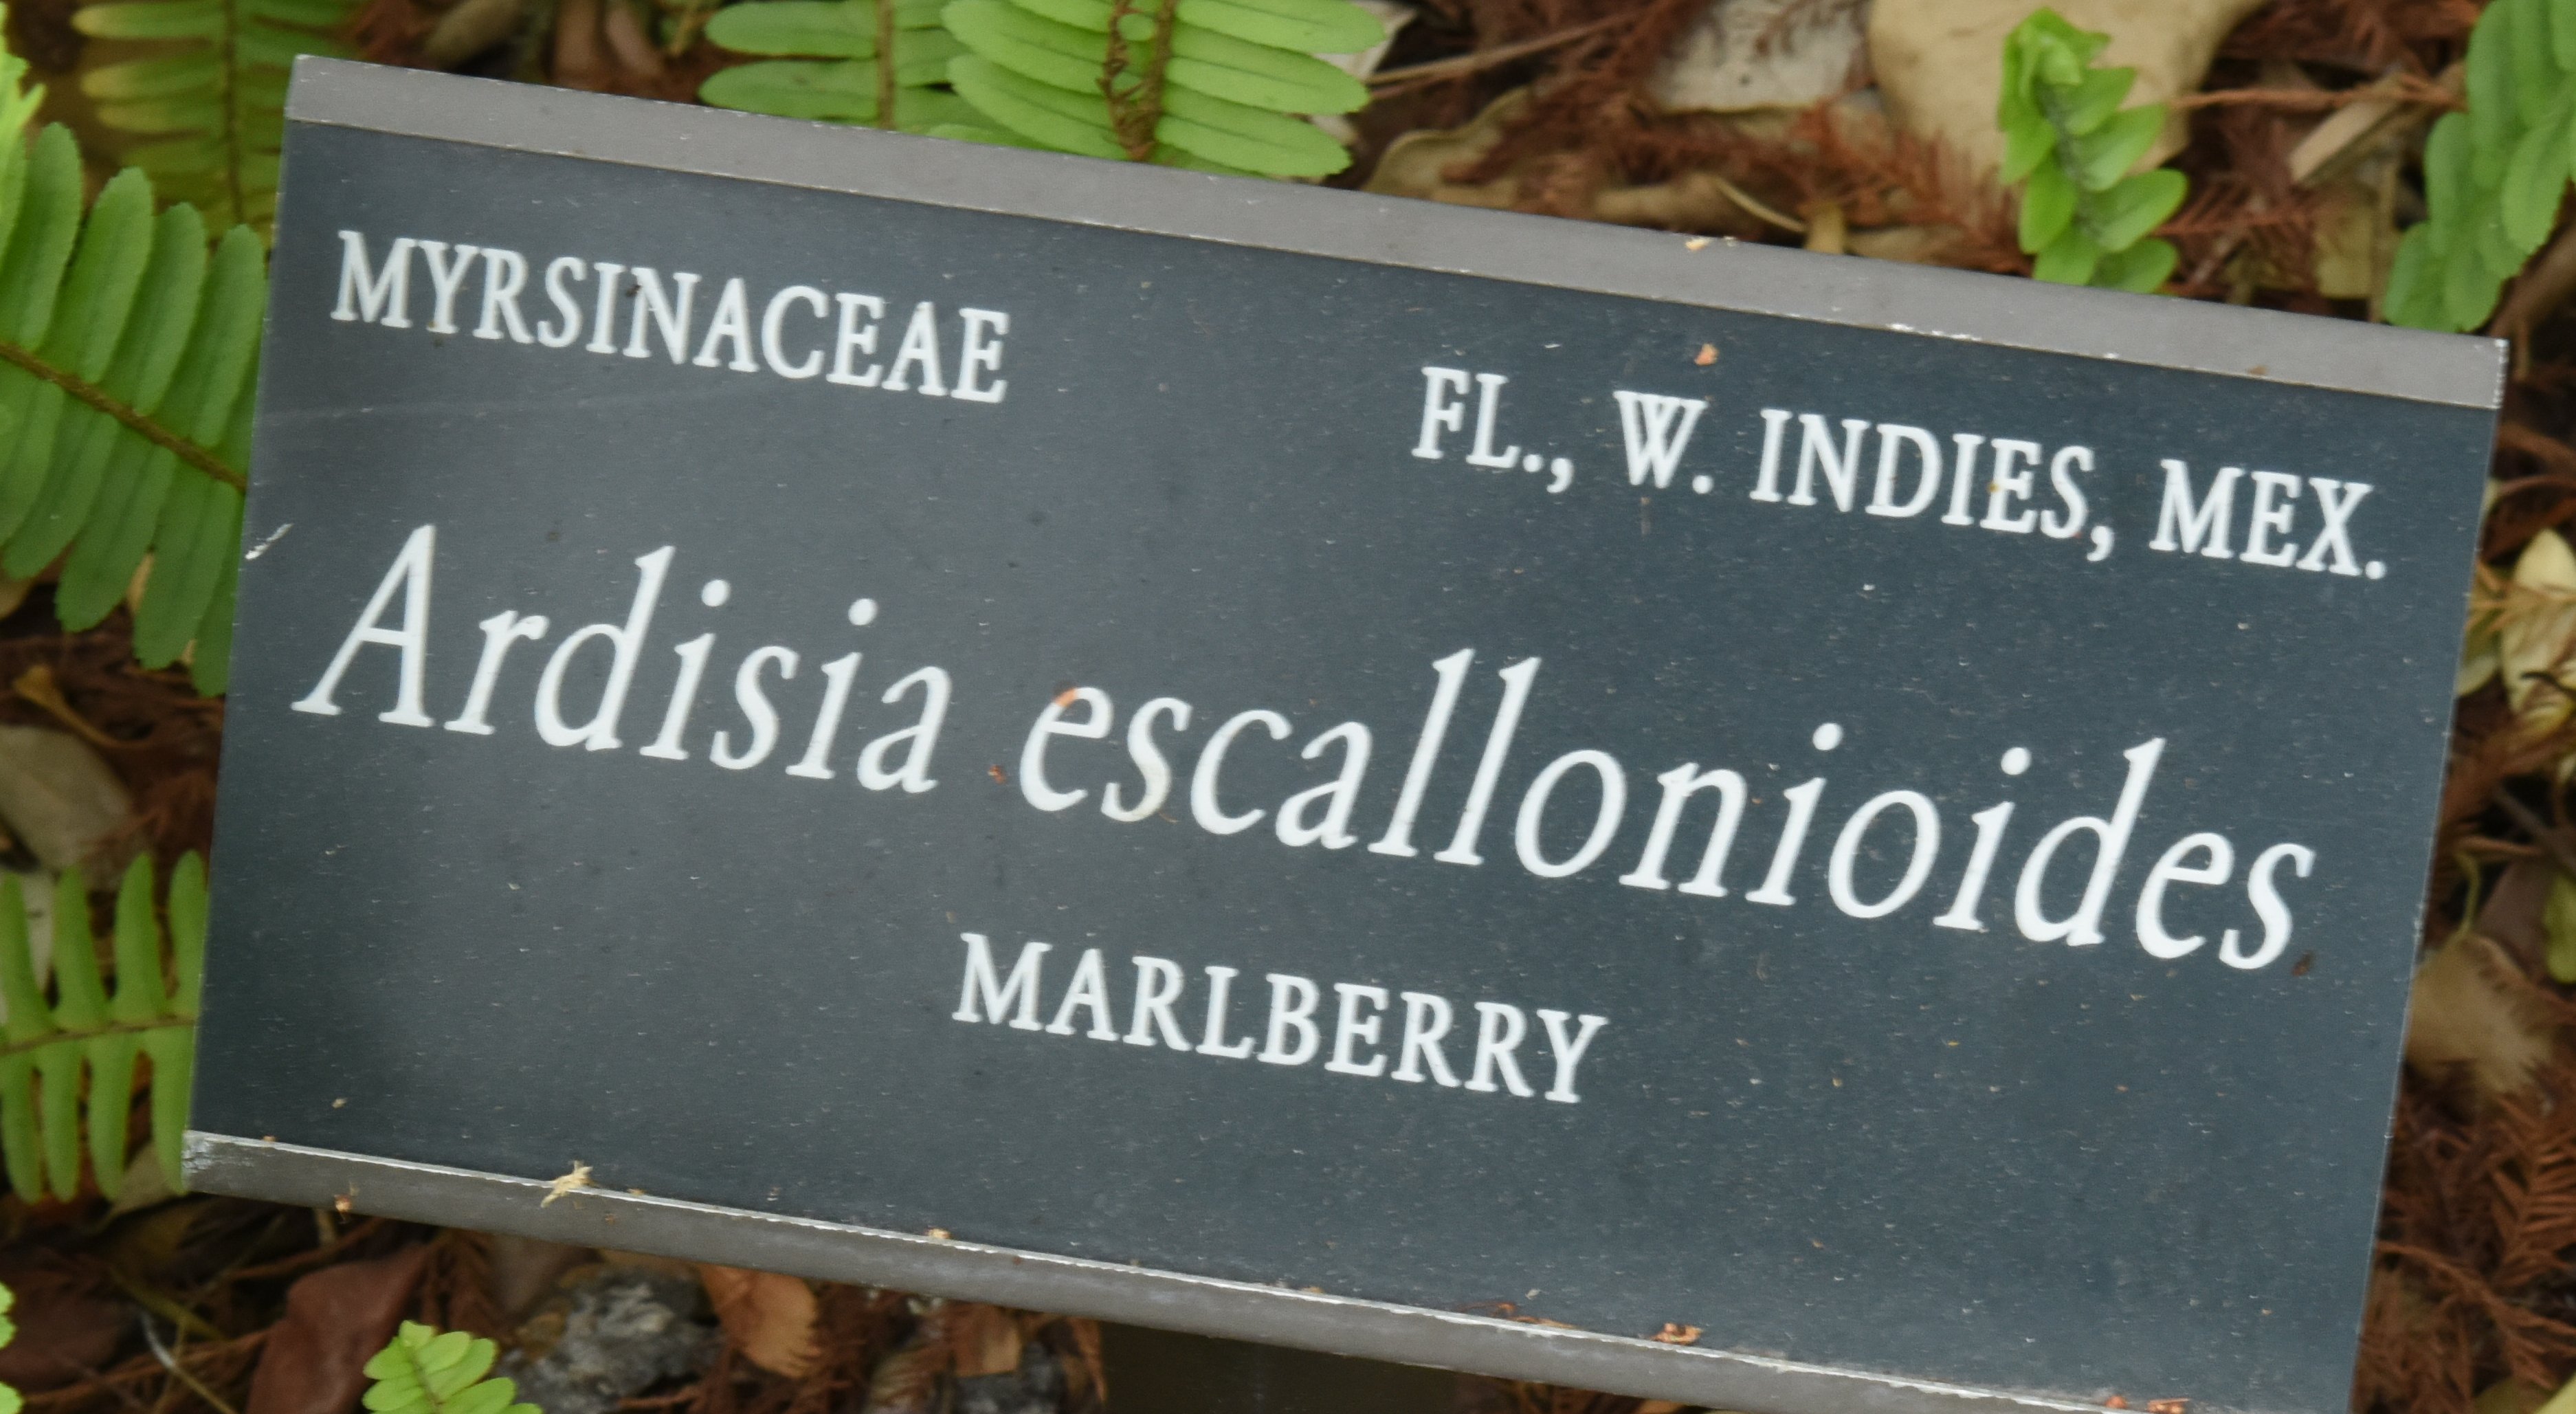 MYRSINACEAE
FL., W. INDIES, MEX.
Ardisia escallonioides
MARLBERRY